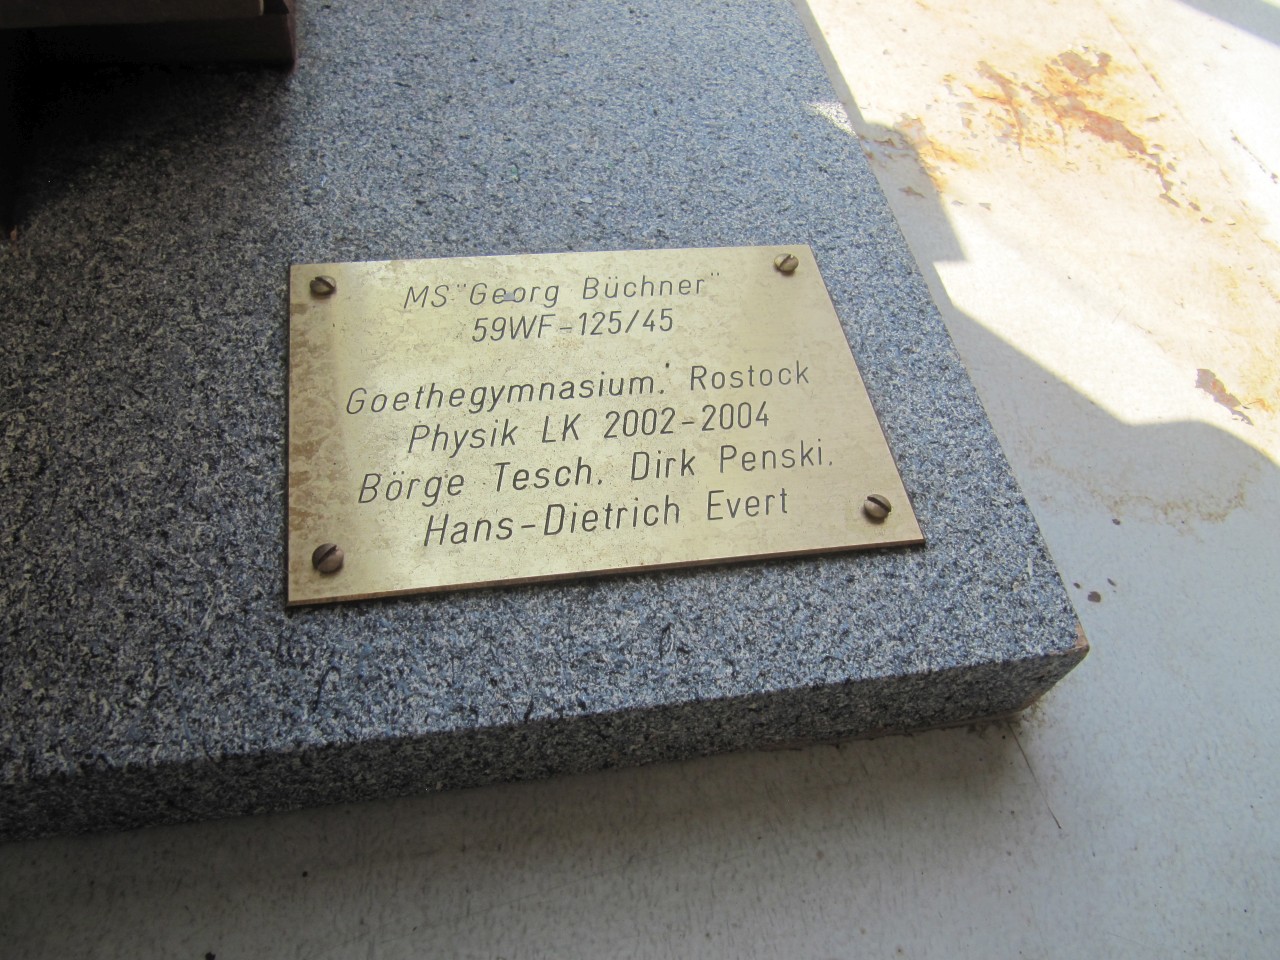 MS "Georg Büchner"
59WF-125/45
Goethegymnasium, Rostock
Physik LK 2002-2004
Börge Tesch, Dirk Penski,
Hans-Dietrich Evert